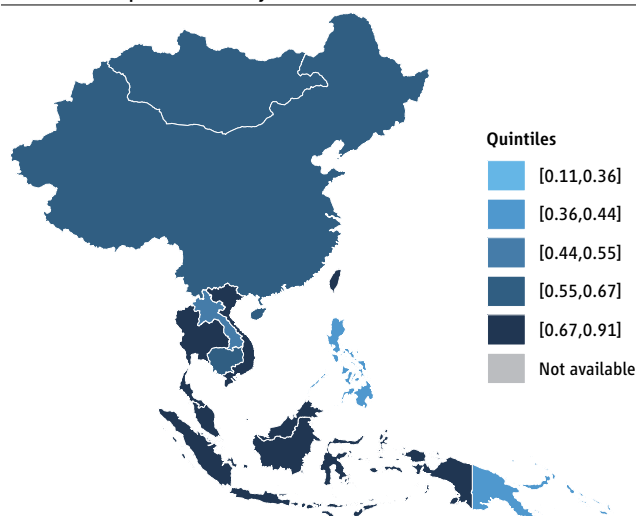 Quintiles
[0.11,0.36]
[0.36,0.44]
[0.44,0.55]
[0.55,0.67]
[0.67,0.91]
Not available